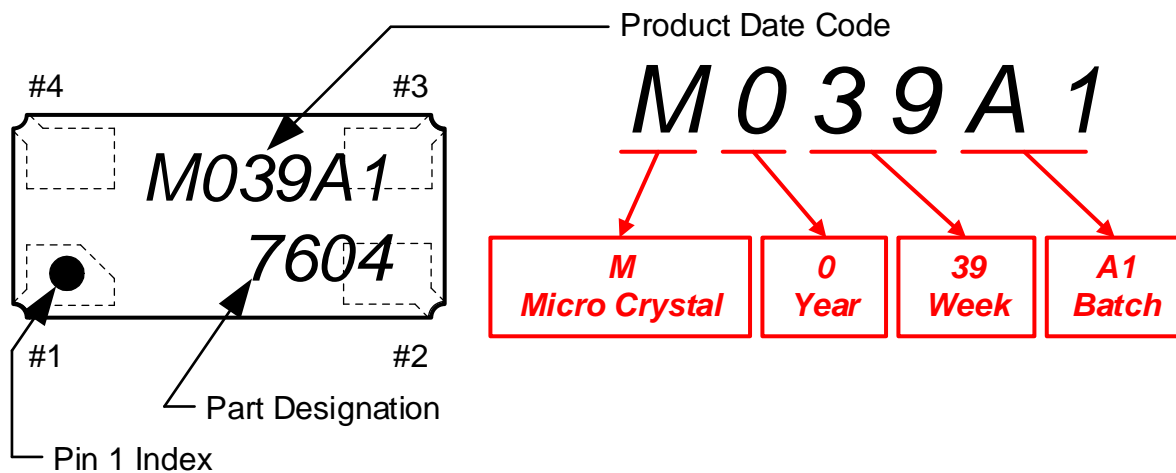 Product Date Code
#4
#3
M039A1
7604
#1
#2
Part Designation
Pin 1 Index
M 0 3 9 A 1
M
Micro Crystal
0
Year
39
Week
A1
Batch